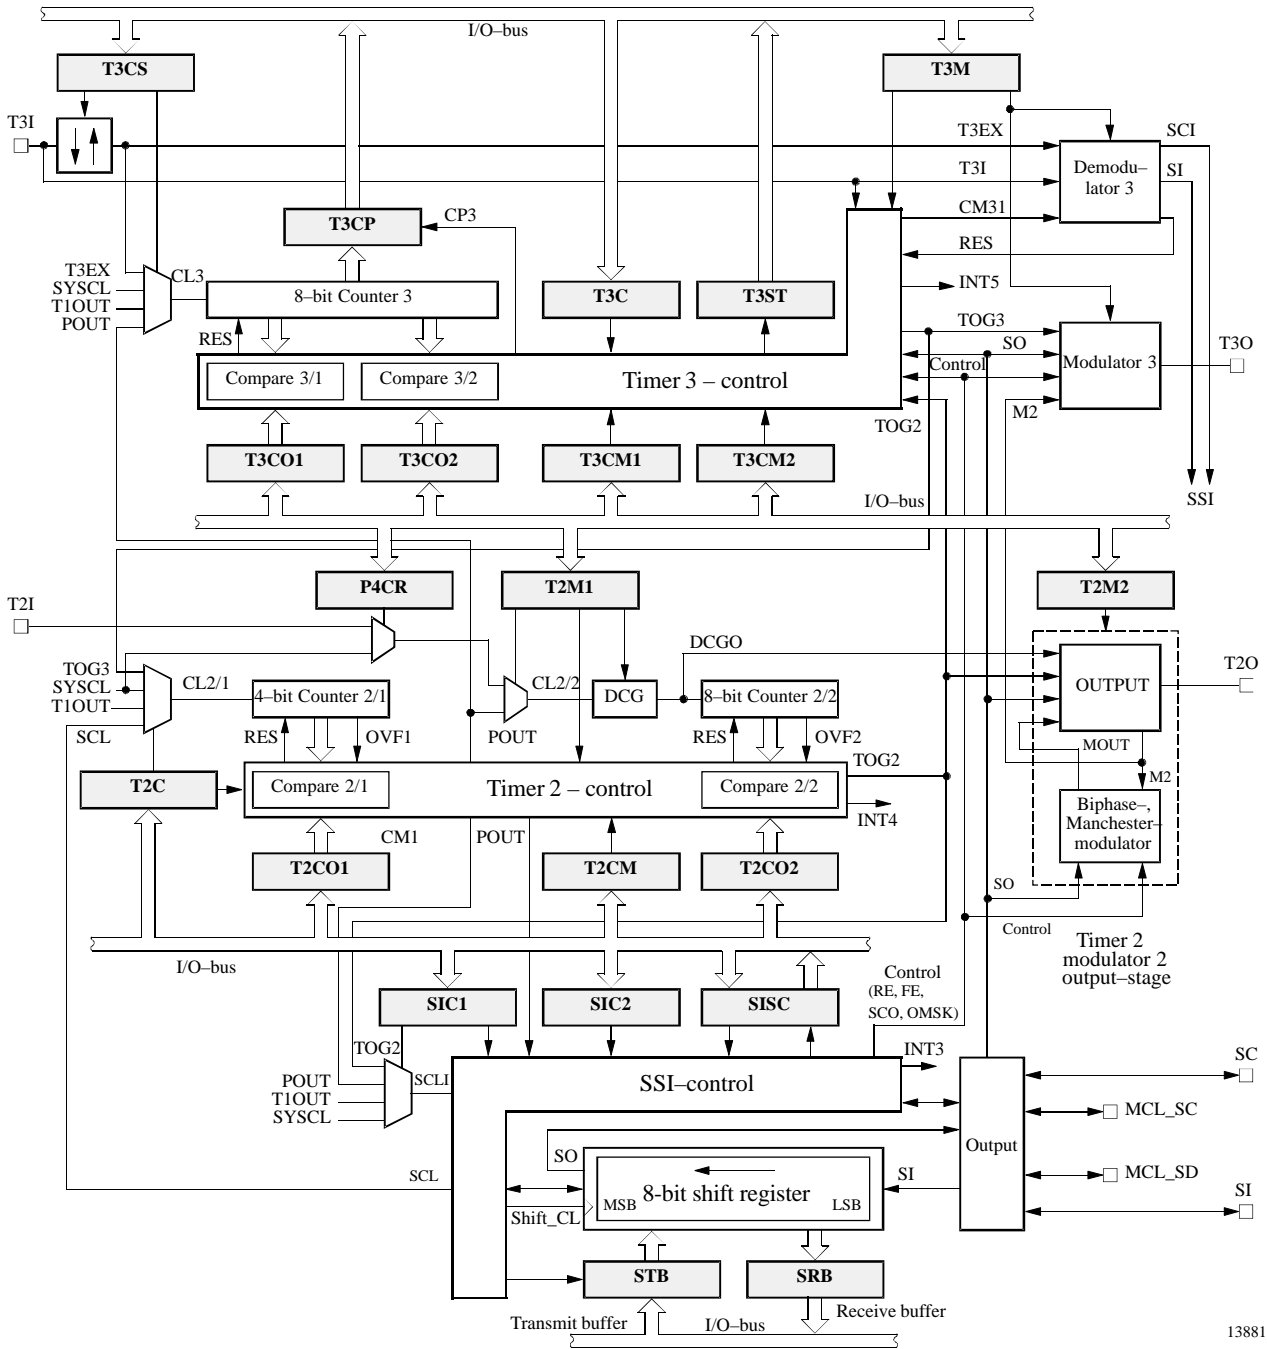 I/O–bus
T3CS
T3M
T3I
T3EX
SCI
T3I
Demodu–
lator 3
SI
CM31
T3CP
CP3
RES
T3EX
SYSCL
T1OUT
POUT
CL3
8–bit Counter 3
T3C
T3ST
INT5
RES
TOG3
SO
Control
Modulator 3
T3O
Compare 3/1
Compare 3/2
Timer 3 – control
M2
TOG2
T3CO1
T3CO2
T3CM1
T3CM2
SSI
I/O–bus
P4CR
T2M1
T2M2
T2I
DCGO
TOG3
SYSCL
T1OUT
SCL
CL2/1
4–bit Counter 2/1
CL2/2
DCG
8–bit Counter 2/2
OUTPUT
T2O
RES
OVF1
POUT
RES
OVF2
MOUT
TOG2
M2
T2C
Compare 2/1
Timer 2 – control
Compare 2/2
Biphase–,
Manchester–
modulator
INT4
CM1
POUT
T2CO1
T2CM
T2CO2
SO
Control
Timer 2
modulator 2
output–stage
I/O–bus
Control
(RE, FE,
SCO, OMSK)
SIC1
SIC2
SISC
TOG2
INT3
SC
POUT
T1OUT
SYSCL
SCLI
SSI–control
MCL_SC
Output
SO
SCL
SI
MCL_SD
8–bit shift register
MSB
LSB
Shift_CL
SI
STB
SRB
Transmit buffer
I/O–bus
Receive buffer
13881